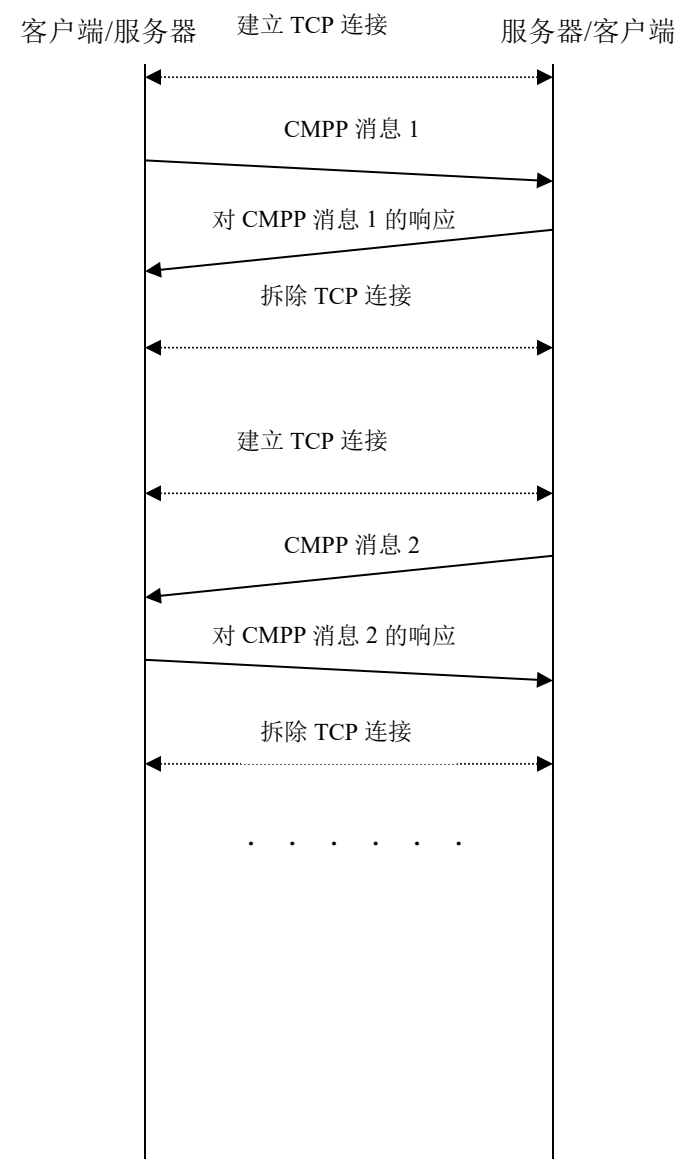 客户端/服务器
建立 TCP 连接
服务器/客户端
CMPP 消息 1
对 CMPP 消息 1 的响应
拆除 TCP 连接
建立 TCP 连接
CMPP 消息 2
对 CMPP 消息 2 的响应
拆除 TCP 连接
. . . . . .